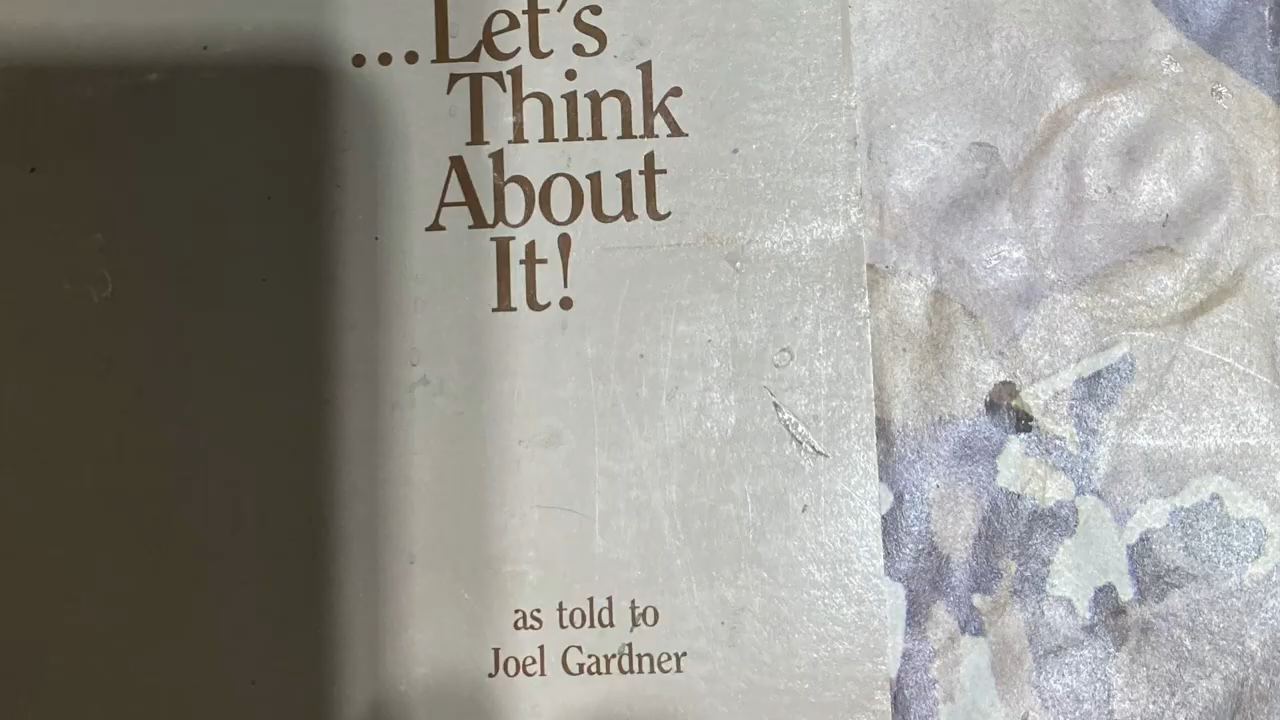 ...Let's
Think
About
It!
as told to
Joel Gardner